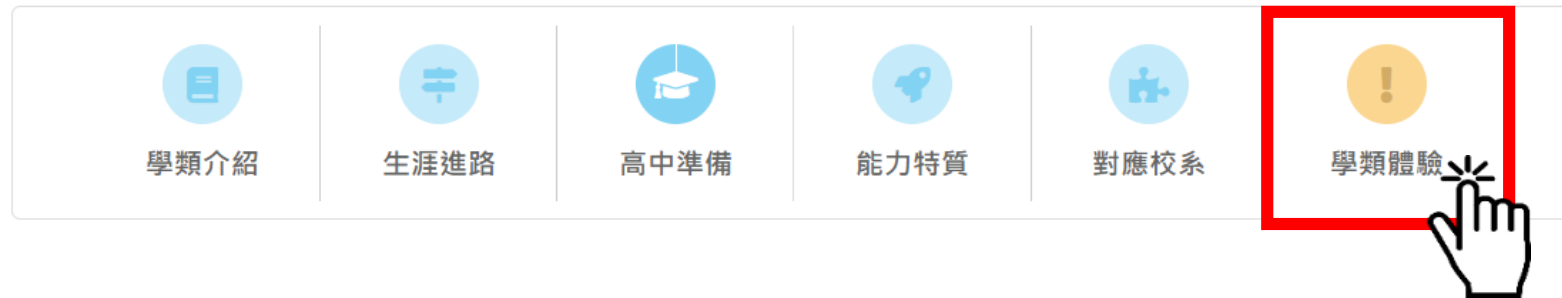 學類介紹
生涯進路
高中準備
能力特質
對應校系
學類體驗